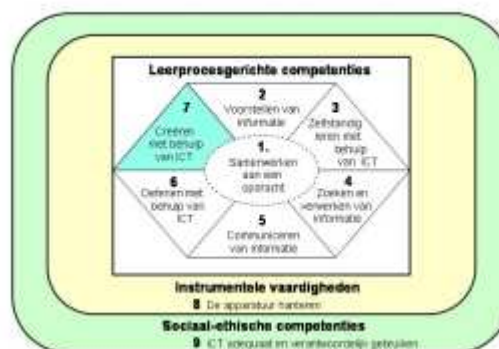 Leerprocesgerichte competenties
2
Voorstellen van
informatie
7
Creëren
met behulp
van ICT
3
Zelfstandig
leren met
behulp
van ICT
1.
Samenwerken
aan een
opdracht
6
Oefenen met
behulp van
ICT
4
Zoeken en
verwerken van
informatie
5
Communiceren
van informatie
Instrumentele vaardigheden
8 De apparatuur hanteren
Sociaal-ethische competenties
9 ICT adequaat en verantwoordelijk gebruiken